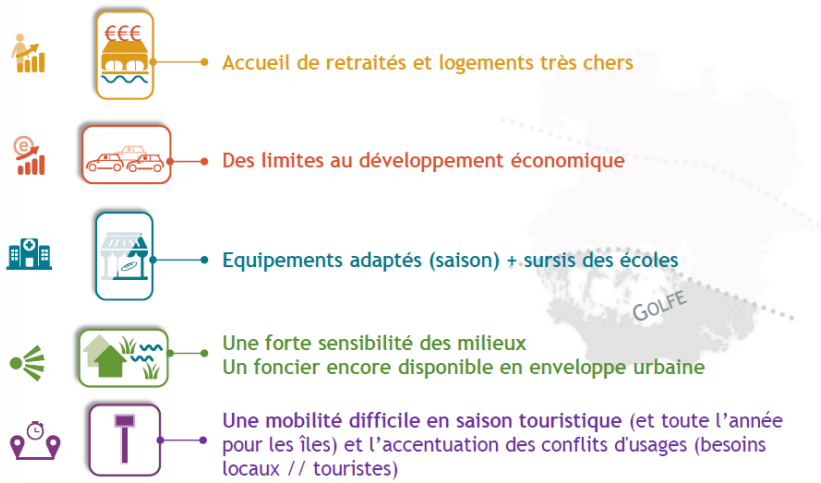 €€€
Accueil de retraités et logements très chers
e
Des limites au développement économique
Equipements adaptés (saison) + sursis des écoles
GOLFE
Une forte sensibilité des milieux
Un foncier encore disponible en enveloppe urbaine
Une mobilité difficile en saison touristique (et toute l'année
pour les îles) et l'accentuation des conflits d'usages (besoins
locaux // touristes)